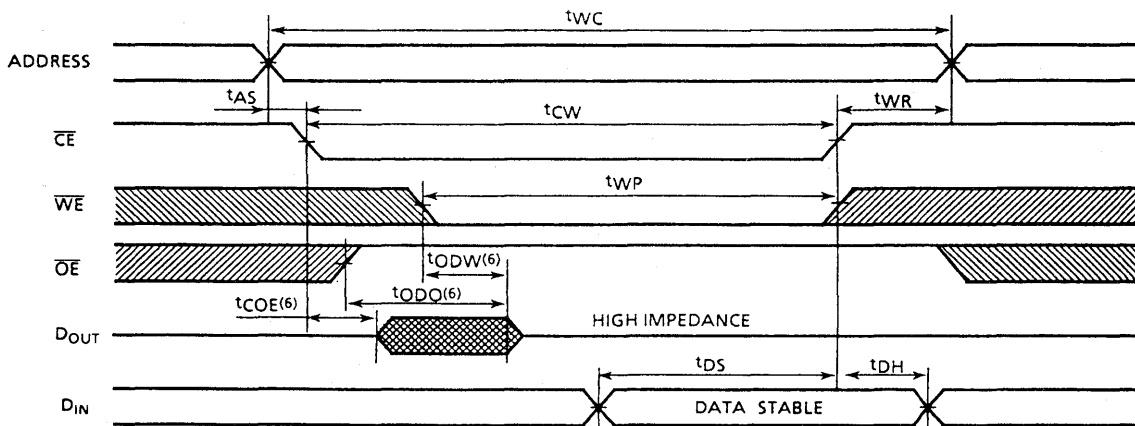 tWC
ADDRESS
tAS
tCW
tWR
CE
WE
tWP
OE
tODW(6)
tCOE(6)
tODO(6)
DOUT
HIGH IMPEDANCE
tDS
tDH
DIN
DATA STABLE